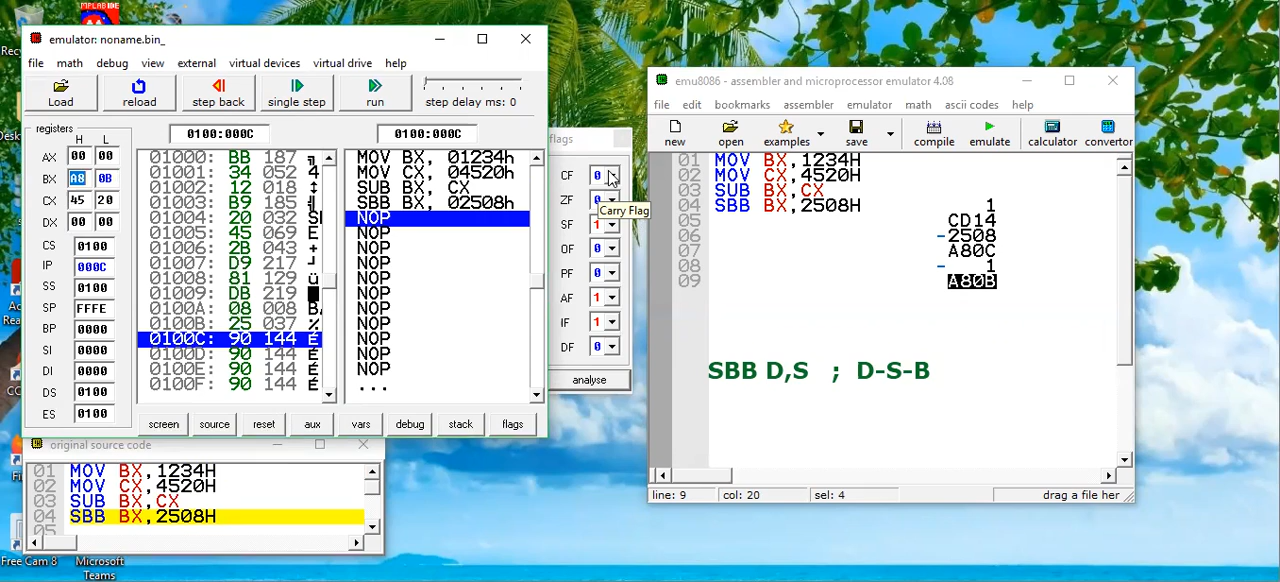 MPLAB IDE
Rec
emulator: noname.bin_
file math debug view external virtual devices virtual drive help
Load reload step back single step run step delay ms: 0
registers
H L
0100:000C 0100:000C
AX 00 00
BX A8 0B
CX 45 20
DX 00 00
CS 0100
IP 000C
SS 0100
SP FFFE
BP 0000
SI 0000
DI 0000
DS 0100
ES 0100
01000: BB 187 ╗
01001: 34 052 4
01002: 12 018 ↕
01003: B9 185 ╣
01004: 20 032 SP
01005: 45 069 E
01006: 2B 043 +
01007: D9 217 ┘
01008: 81 129 ü
01009: DB 219 █
0100A: 08 008 BA
0100B: 25 037 %
0100C: 90 144 É
0100D: 90 144 É
0100E: 90 144 É
0100F: 90 144 É
MOV BX, 01234h
MOV CX, 04520h
SUB BX, CX
SBB BX, 02508h
NOP
NOP
NOP
NOP
NOP
NOP
NOP
NOP
NOP
NOP
NOP
...
screen source reset aux vars debug stack flags
flags
CF 0
ZF 0
Carry Flag
SF 1
OF 0
PF 0
AF 1
IF 1
DF 0
analyse
original source code
01 MOV BX,1234H
02 MOV CX,4520H
03 SUB BX,CX
04 SBB BX,2508H
05
emu8086 - assembler and microprocessor emulator 4.08
file edit bookmarks assembler emulator math ascii codes help
new open examples save compile emulate calculator convertor
01 MOV BX,1234H
02 MOV CX,4520H
03 SUB BX,CX
04 SBB BX,2508H 1
05 CD14
06 -2508
07 A80C
08 - 1
09 A80B
SBB D,S ; D-S-B
line: 9 col: 20 sel: 4 drag a file her
Free Cam 8
Microsoft
Teams